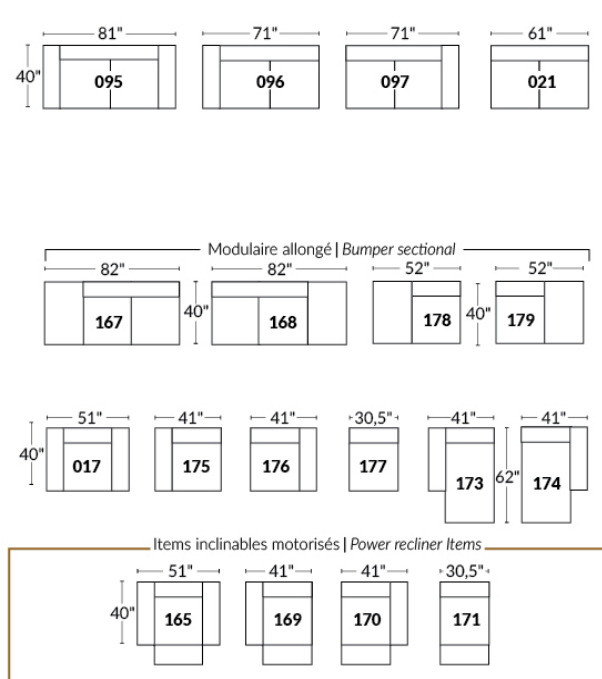 81" 71" 71" 61"
40" 095 096 097 021
Modulaire allongé | Bumper sectional
82" 82" 52" 52"
167 40" 168 178 40" 179
51" 41" 41" 30,5" 41" 41"
40" 017 175 176 177 173 62" 174
Items inclinables motorisés | Power recliner Items
51" 41" 41" 30,5"
40" 165 169 170 171